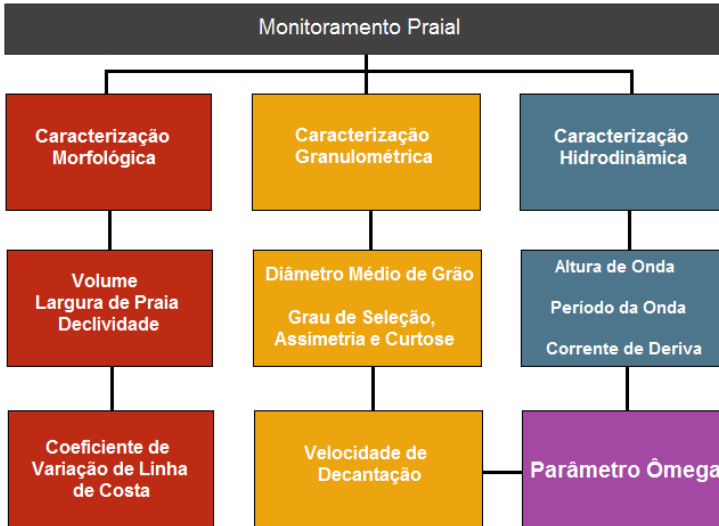 Monitoramento Praial
Caracterização
Morfológica
Caracterização
Granulométrica
Caracterização
Hidrodinâmica
Volume
Largura de Praia
Declividade
Diâmetro Médio de Grão
Grau de Seleção,
Assimetria e Curtose
Altura de Onda
Período da Onda
Corrente de Deriva
Coeficiente de
Variação de Linha
de Costa
Velocidade de
Decantação
Parâmetro Ômega